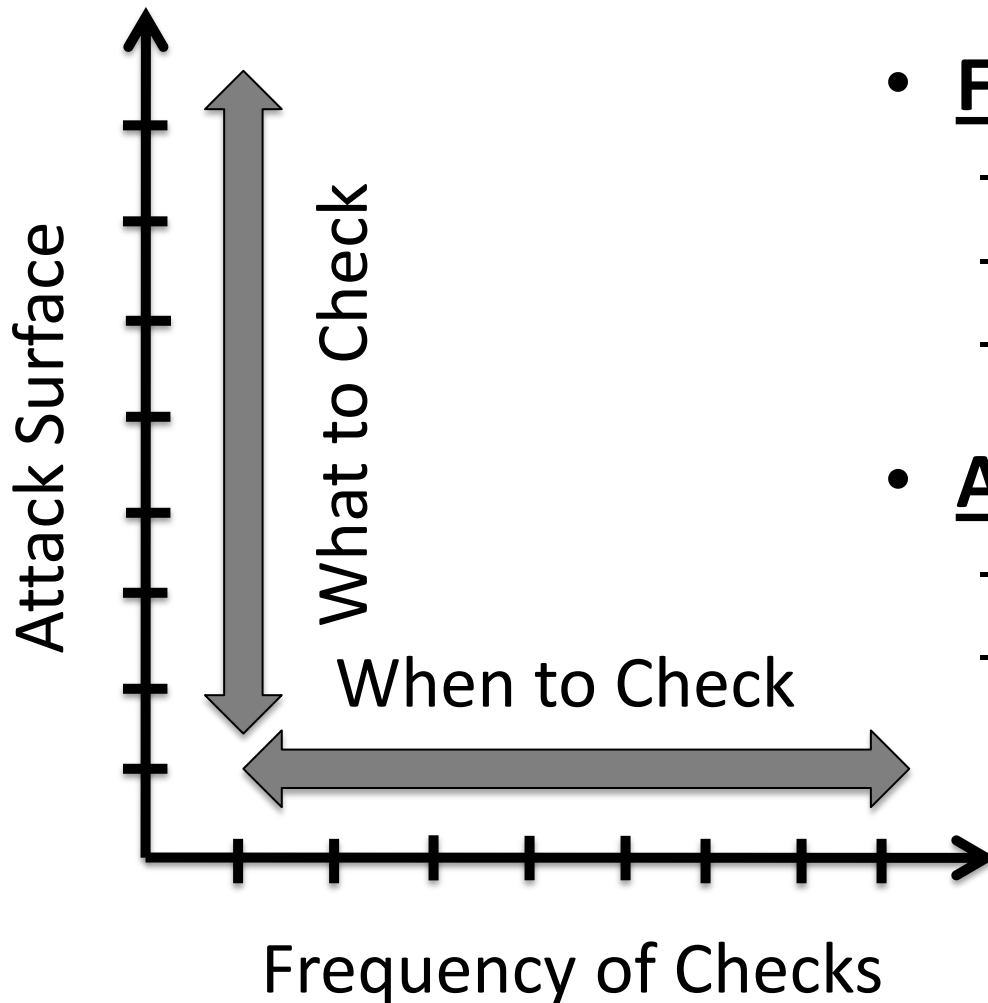 Attack Surface
What to Check
When to Check
Frequency of Checks